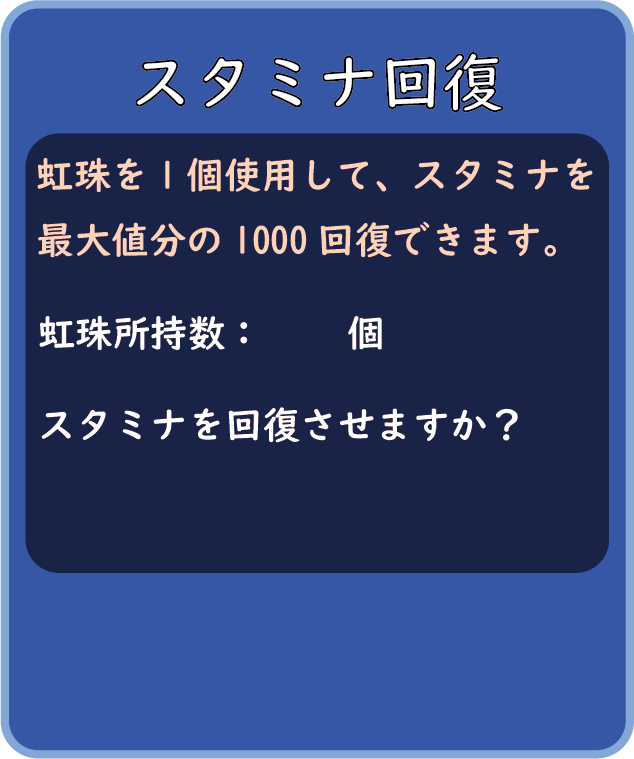 スタミナ回復
虹珠を1個使用して、スタミナを
最大値分の1000回復できます。
虹珠所持数：　　個
スタミナを回復させますか？